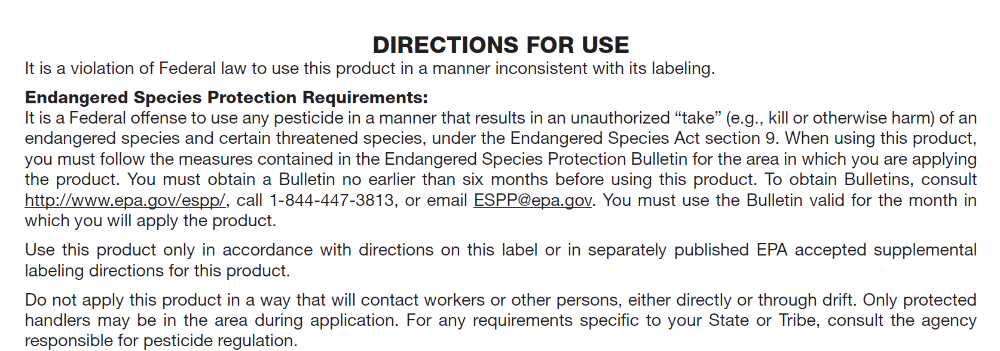 DIRECTIONS FOR USE
It is a violation of Federal law to use this product in a manner inconsistent with its labeling.
Endangered Species Protection Requirements:
It is a Federal offense to use any pesticide in a manner that results in an unauthorized “take” (e.g., kill or otherwise harm) of an
endangered species and certain threatened species, under the Endangered Species Act section 9. When using this product,
you must follow the measures contained in the Endangered Species Protection Bulletin for the area in which you are applying
the product. You must obtain a Bulletin no earlier than six months before using this product. To obtain Bulletins, consult
http://www.epa.gov/espp/, call 1-844-447-3813, or email ESPP@epa.gov. You must use the Bulletin valid for the month in
which you will apply the product.
Use this product only in accordance with directions on this label or in separately published EPA accepted supplemental
labeling directions for this product.
Do not apply this product in a way that will contact workers or other persons, either directly or through drift. Only protected
handlers may be in the area during application. For any requirements specific to your State or Tribe, consult the agency
responsible for pesticide regulation.